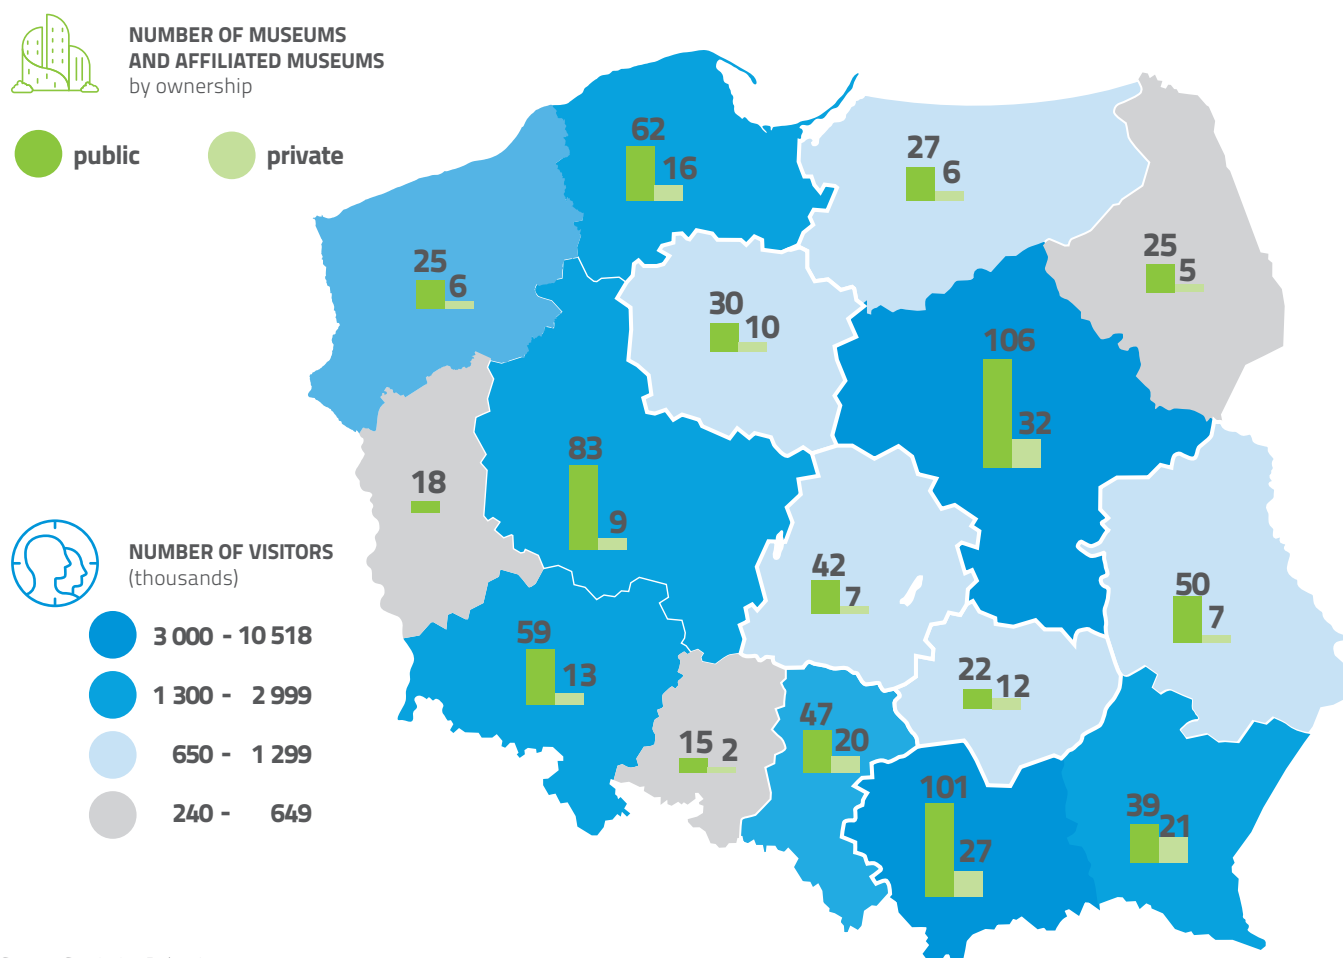 NUMBER OF MUSEUMS
AND AFFILIATED MUSEUMS
by ownership
public
private
62
16
27
6
25
6
25
5
30
10
106
32
83
9
18
42
7
50
7
59
13
22
12
47
20
15
2
101
27
39
21
NUMBER OF VISITORS
(thousands)
3 000 - 10 518
1 300 - 2 999
650 - 1 299
240 - 649